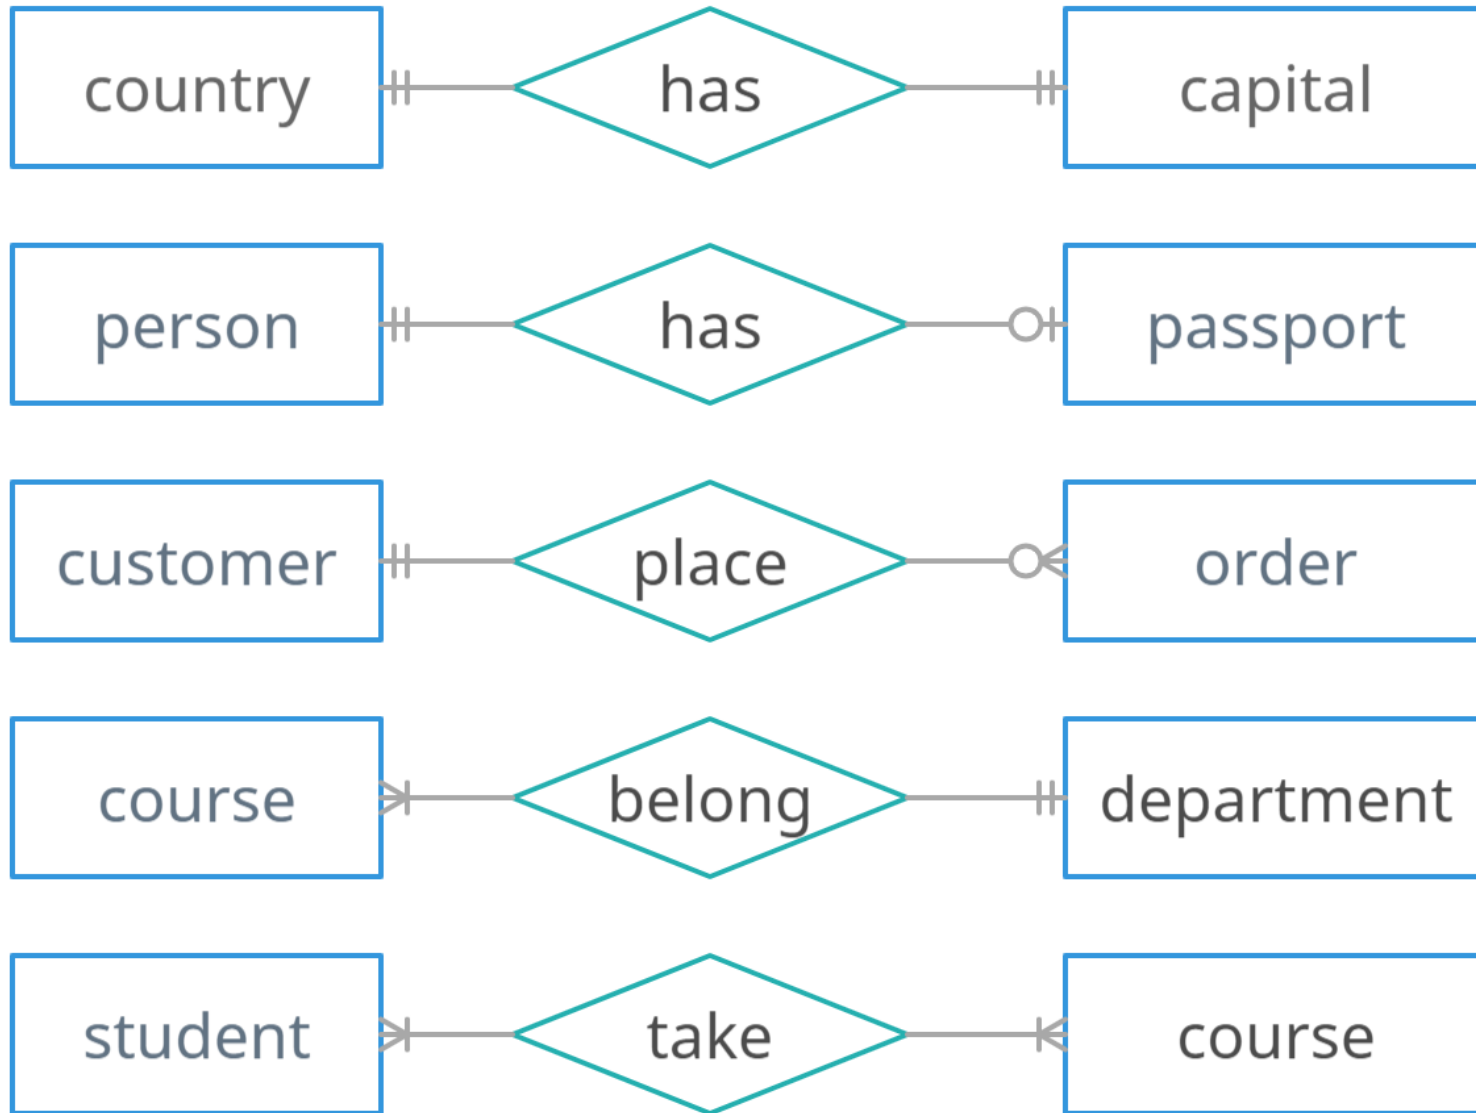 country has capital
person has passport
customer place order
course belong department
student take course